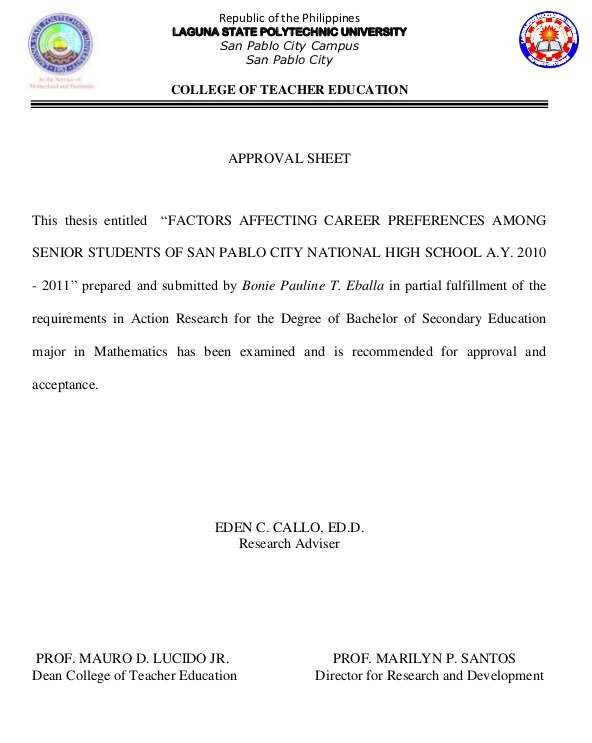 Republic of the Philippines
LAGUNA STATE POLYTECHNIC UNIVERSITY
San Pablo City Campus
San Pablo City
COLLEGE OF TEACHER EDUCATION
APPROVAL SHEET
This thesis entitled “FACTORS AFFECTING CAREER PREFERENCES AMONG
SENIOR STUDENTS OF SAN PABLO CITY NATIONAL HIGH SCHOOL A.Y. 2010
- 2011” prepared and submitted by Bonie Pauline T. Eballa in partial fulfillment of the
requirements in Action Research for the Degree of Bachelor of Secondary Education
major in Mathematics has been examined and is recommended for approval and
acceptance.
EDEN C. CALLO, ED.D.
Research Adviser
PROF. MAURO D. LUCIDO JR. PROF. MARILYN P. SANTOS
Dean College of Teacher Education Director for Research and Development